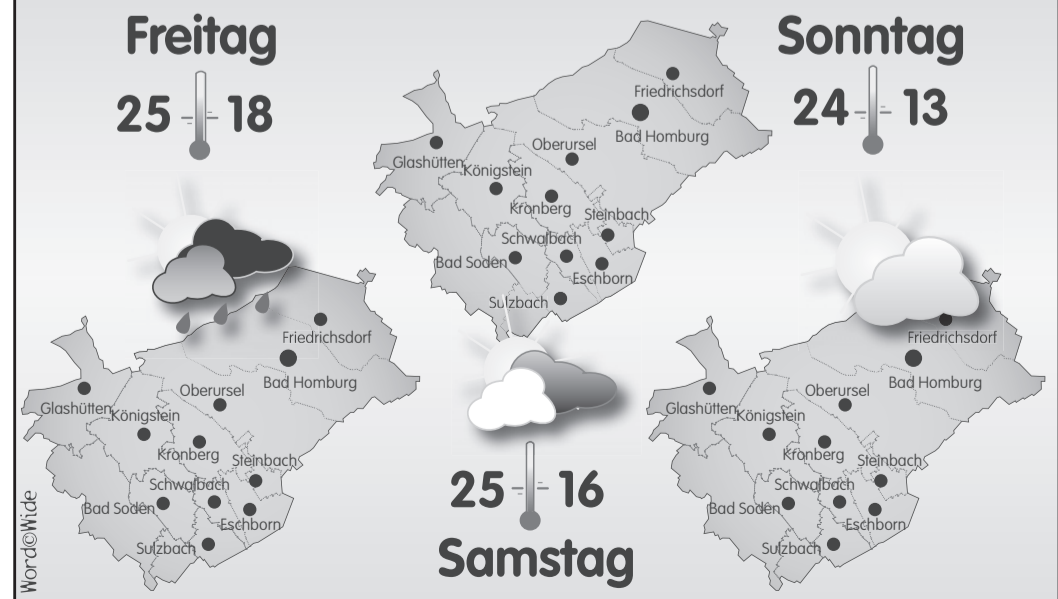 Freitag
25 18
Friedrichsdorf
Bad Homburg
Oberursel
Glashütten
Königstein
Kronberg
Steinbach
Schwalbach
Bad Soden
Eschborn
Sulzbach
Friedrichsdorf
Bad Homburg
Oberursel
Glashütten
Königstein
Kronberg
Steinbach
Schwalbach
Bad Soden
Eschborn
Sulzbach
25 16
Samstag
Sonntag
24 13
Friedrichsdorf
Bad Homburg
Oberursel
Glashütten
Königstein
Kronberg
Steinbach
Schwalbach
Bad Soden
Eschborn
Sulzbach
Word©Wide